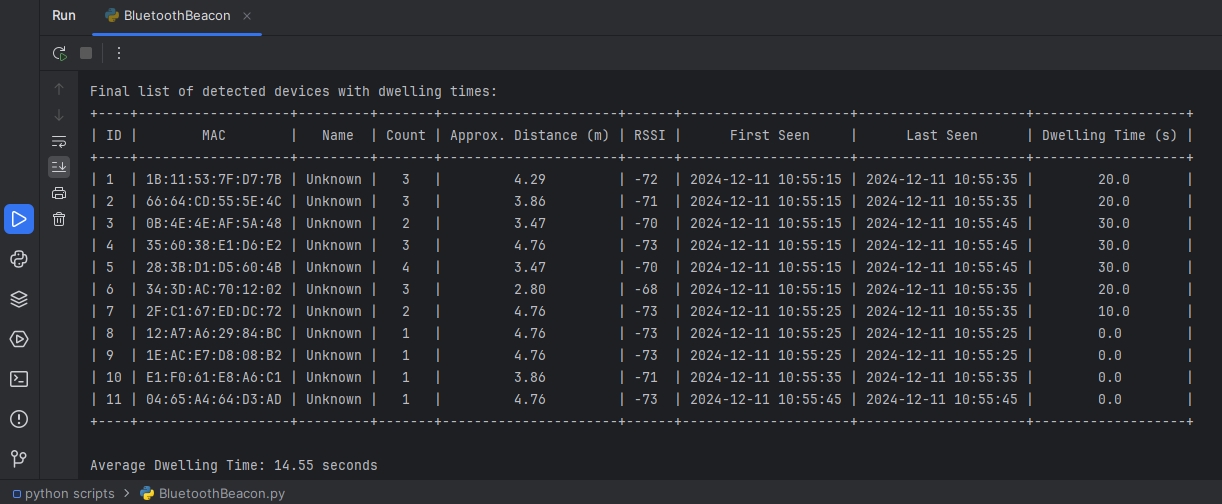 Run BluetoothBeacon ×
Final list of detected devices with dwelling times:
+----+-------------------+---------+-------+----------------------+------+---------------------+---------------------+-------------------+
| ID |        MAC        |   Name  | Count | Approx. Distance (m) | RSSI |      First Seen     |      Last Seen      | Dwelling Time (s) |
+----+-------------------+---------+-------+----------------------+------+---------------------+---------------------+-------------------+
| 1  | 1B:11:53:7F:D7:7B | Unknown |   3   |         4.29         | -72  | 2024-12-11 10:55:15 | 2024-12-11 10:55:35 |        20.0       |
| 2  | 66:64:CD:55:5E:4C | Unknown |   3   |         3.86         | -71  | 2024-12-11 10:55:15 | 2024-12-11 10:55:35 |        20.0       |
| 3  | 0B:4E:4E:AF:5A:48 | Unknown |   2   |         3.47         | -70  | 2024-12-11 10:55:15 | 2024-12-11 10:55:45 |        30.0       |
| 4  | 35:60:38:E1:D6:E2 | Unknown |   3   |         4.76         | -73  | 2024-12-11 10:55:15 | 2024-12-11 10:55:45 |        30.0       |
| 5  | 28:3B:D1:D5:60:4B | Unknown |   4   |         3.47         | -70  | 2024-12-11 10:55:15 | 2024-12-11 10:55:45 |        30.0       |
| 6  | 34:3D:AC:70:12:02 | Unknown |   3   |         2.80         | -68  | 2024-12-11 10:55:15 | 2024-12-11 10:55:35 |        20.0       |
| 7  | 2F:C1:67:ED:DC:72 | Unknown |   2   |         4.76         | -73  | 2024-12-11 10:55:25 | 2024-12-11 10:55:35 |        10.0       |
| 8  | 12:A7:A6:29:84:BC | Unknown |   1   |         4.76         | -73  | 2024-12-11 10:55:25 | 2024-12-11 10:55:25 |        0.0        |
| 9  | 1E:AC:E7:D8:08:B2 | Unknown |   1   |         4.76         | -73  | 2024-12-11 10:55:25 | 2024-12-11 10:55:25 |        0.0        |
| 10 | E1:F0:61:E8:A6:C1 | Unknown |   1   |         3.86         | -71  | 2024-12-11 10:55:35 | 2024-12-11 10:55:35 |        0.0        |
| 11 | 04:65:A4:64:D3:AD | Unknown |   1   |         4.76         | -73  | 2024-12-11 10:55:45 | 2024-12-11 10:55:45 |        0.0        |
+----+-------------------+---------+-------+----------------------+------+---------------------+---------------------+-------------------+
Average Dwelling Time: 14.55 seconds
python scripts > BluetoothBeacon.py